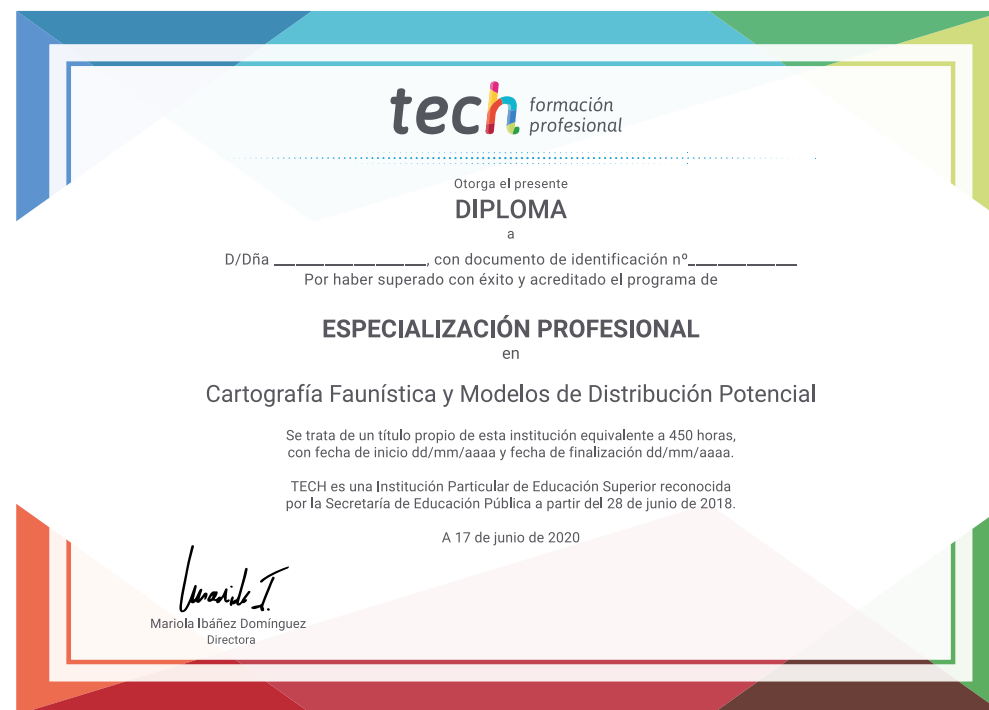 tech formación
profesional
Otorga el presente
DIPLOMA
a
D/Dña ______________, con documento de identificación nº__________
Por haber superado con éxito y acreditado el programa de
ESPECIALIZACIÓN PROFESIONAL
en
Cartografía Faunística y Modelos de Distribución Potencial
Se trata de un título propio de esta institución equivalente a 450 horas,
con fecha de inicio dd/mm/aaaa y fecha de finalización dd/mm/aaaa.
TECH es una Institución Particular de Educación Superior reconocida
por la Secretaría de Educación Pública a partir del 28 de junio de 2018.
A 17 de junio de 2020
Mariola Ibáñez Domínguez
Directora